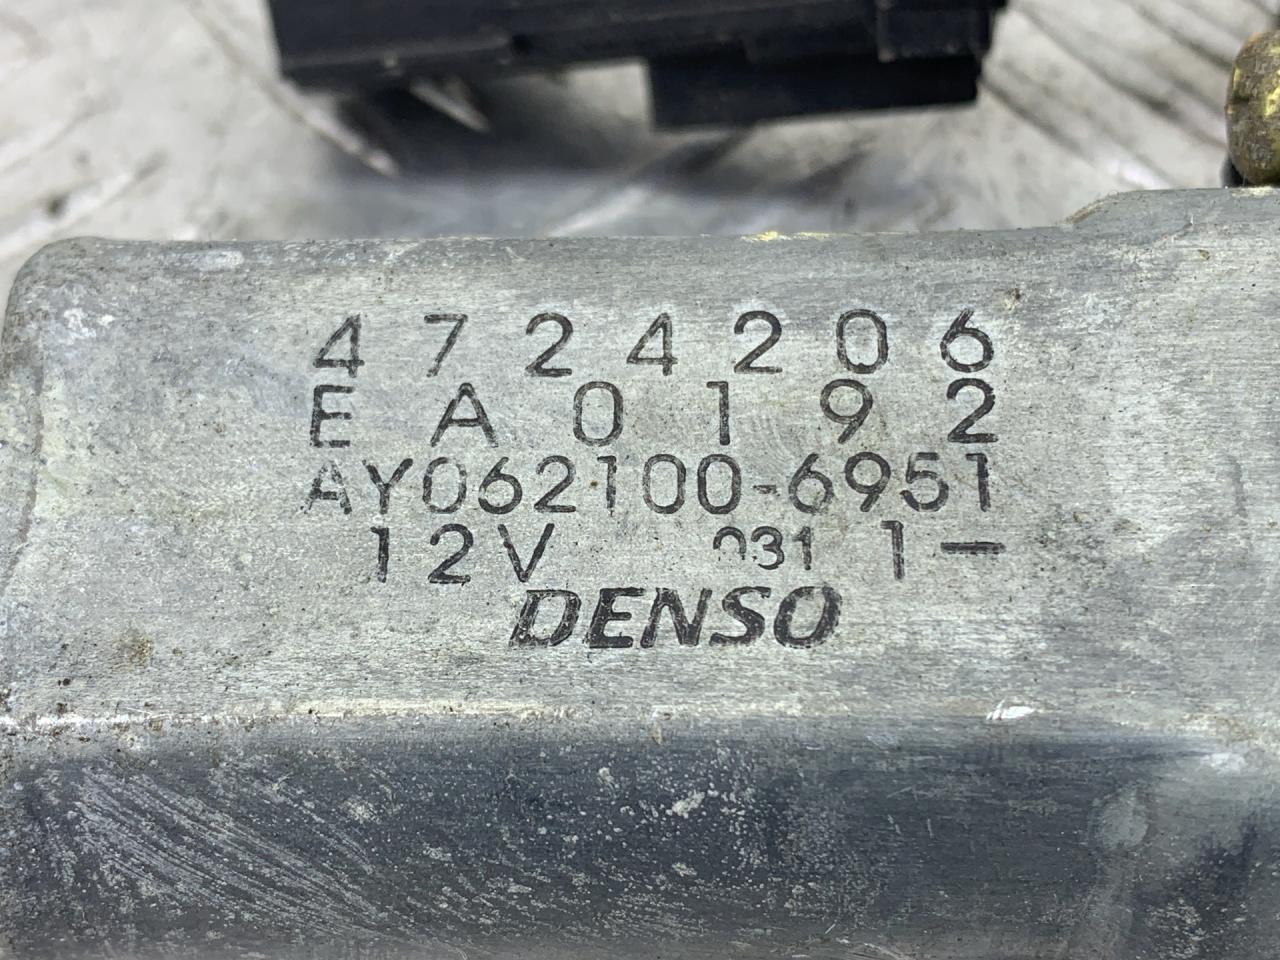 4724206
EA0192
AY062100-6951
12V 031 1-
DENSO